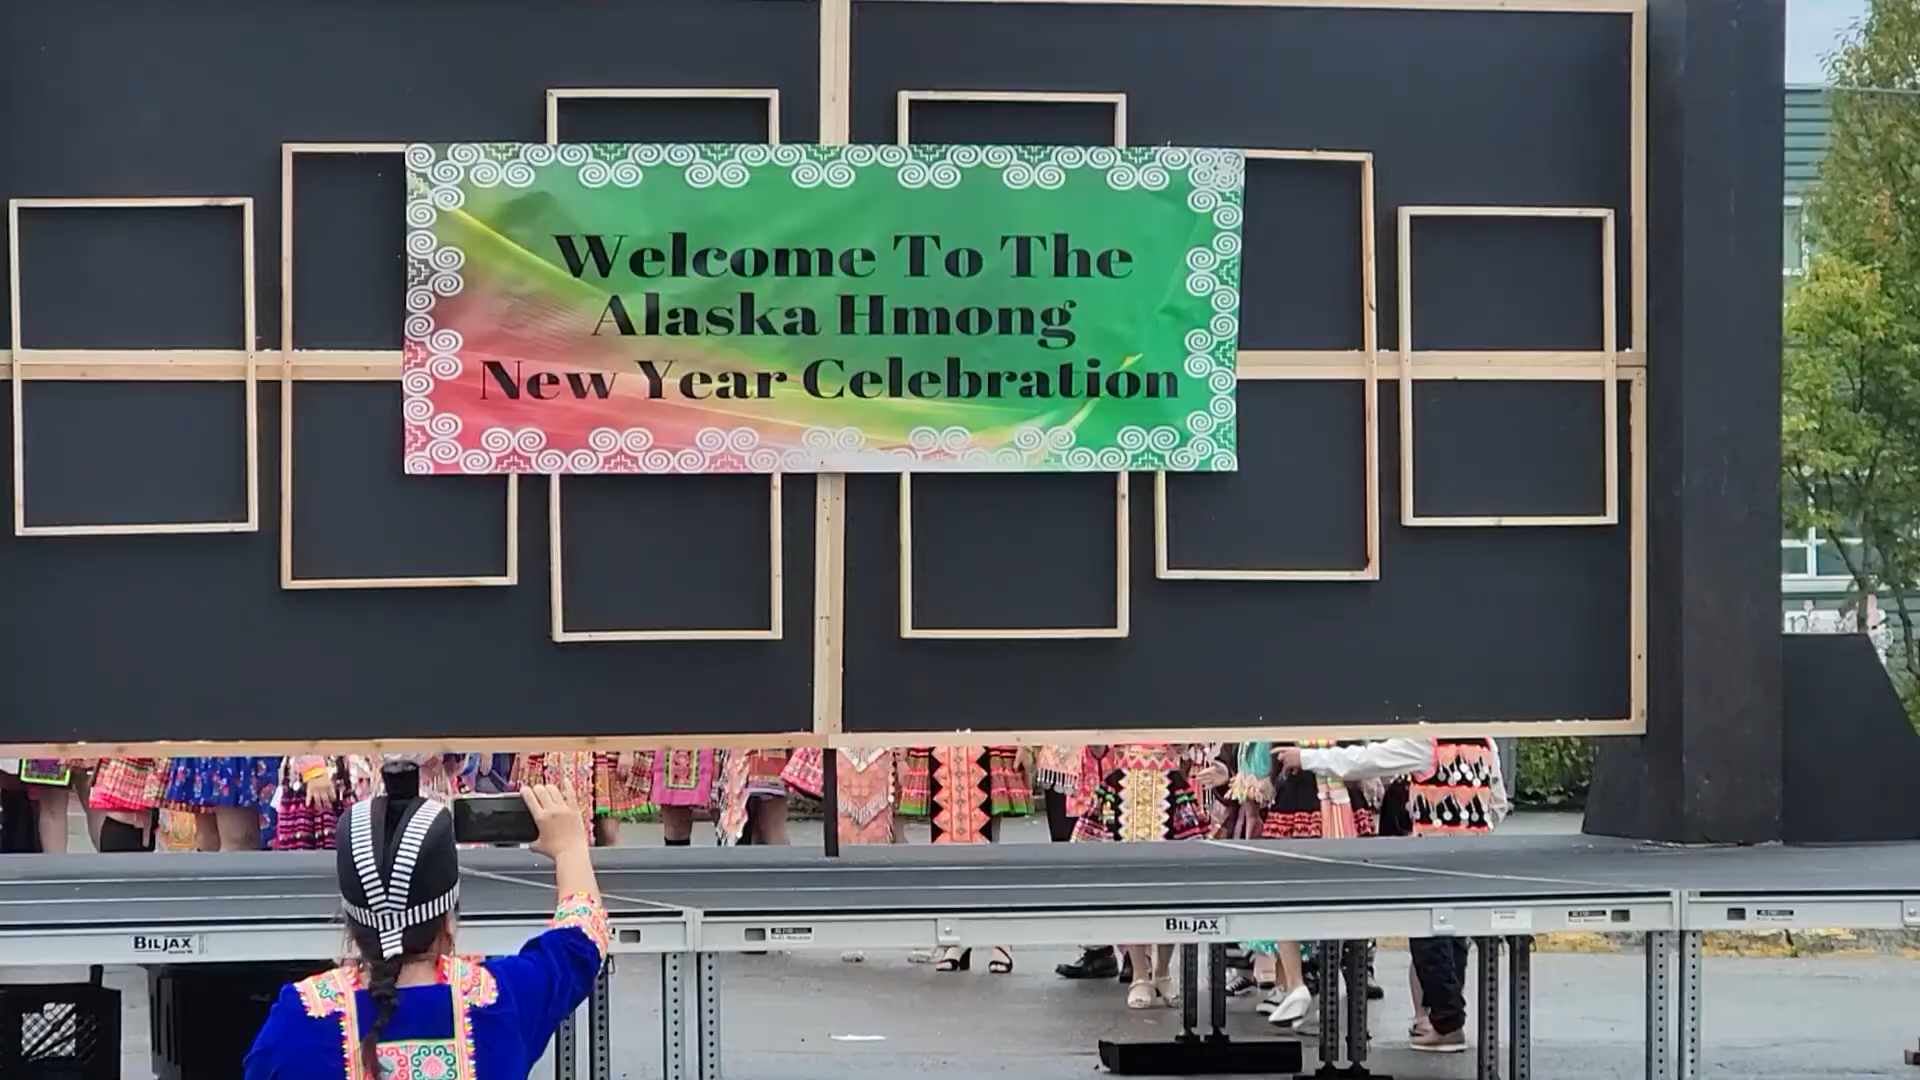 Welcome To The
Alaska Hmong
New Year Celebration
BILJAX
BILJAX